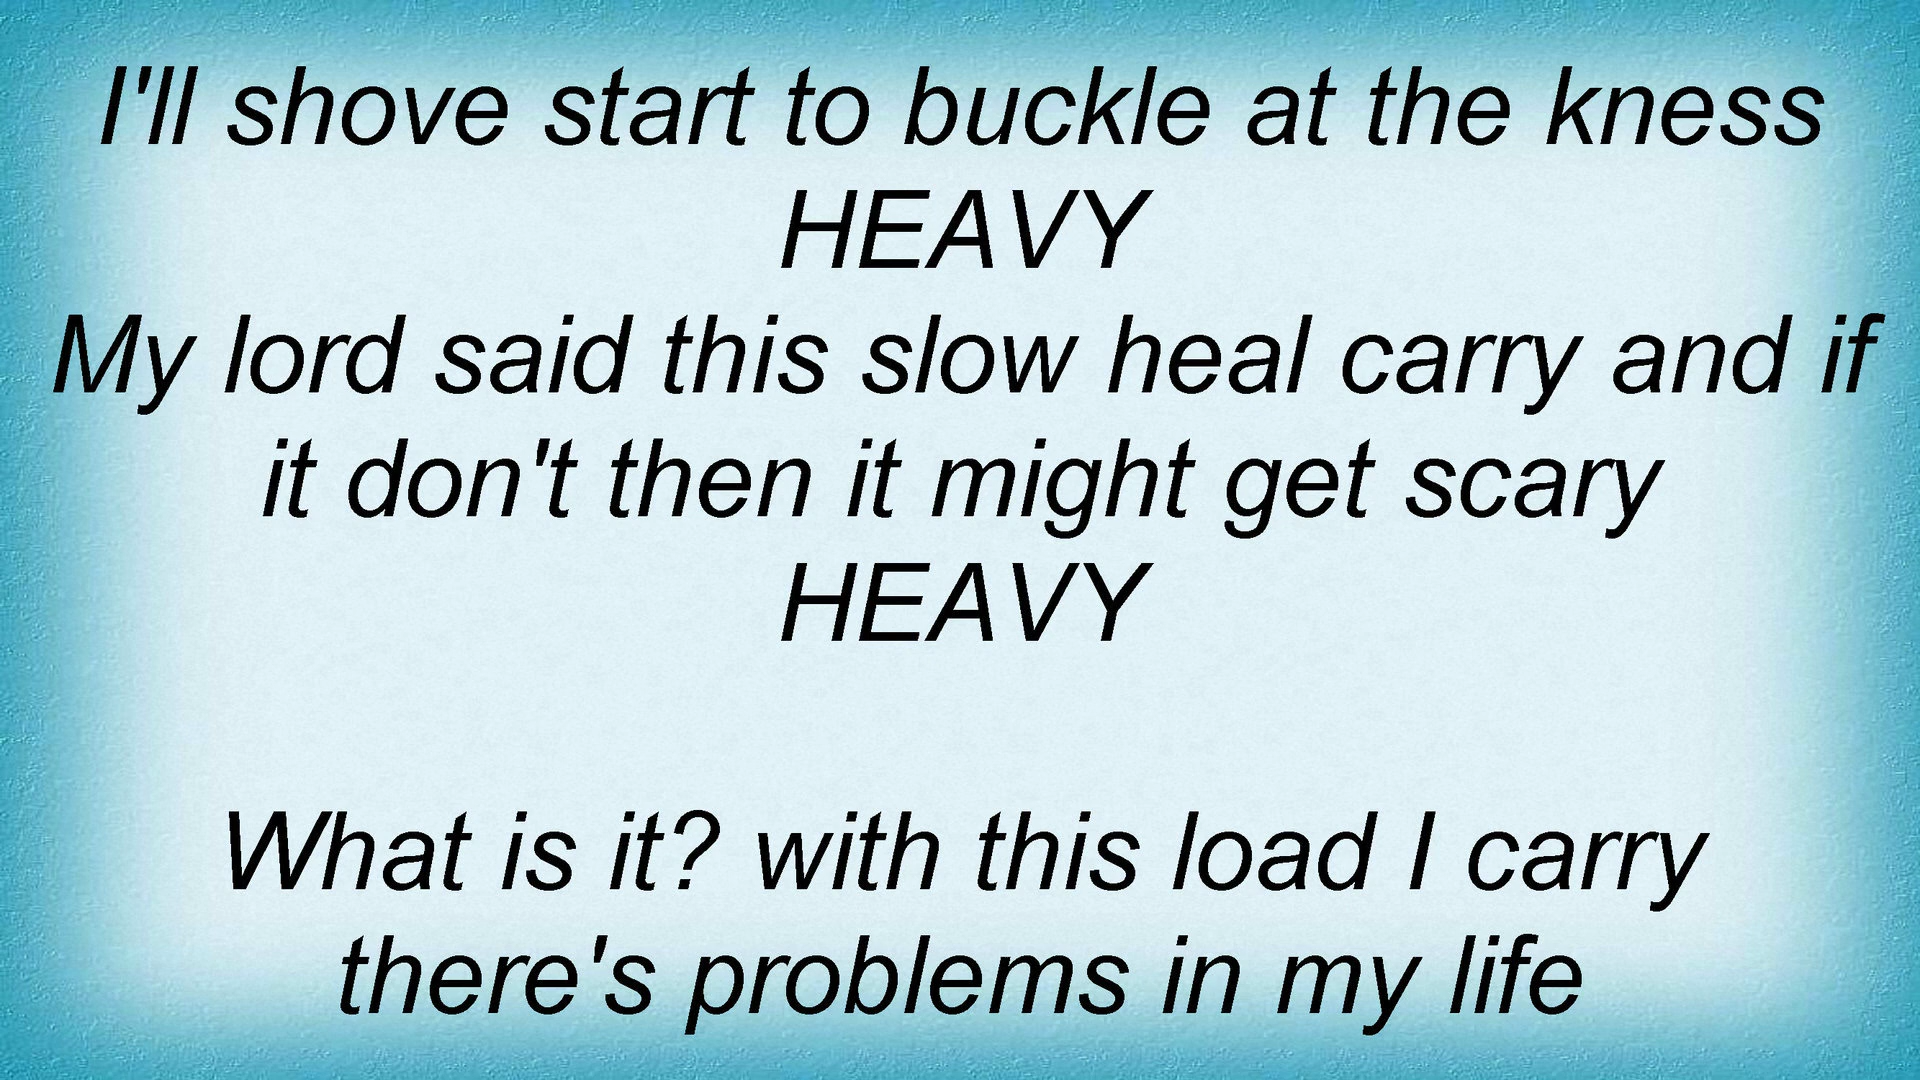 I'll shove start to buckle at the kness
HEAVY
My lord said this slow heal carry and if
it don't then it might get scary
HEAVY

What is it? with this load I carry
there's problems in my life